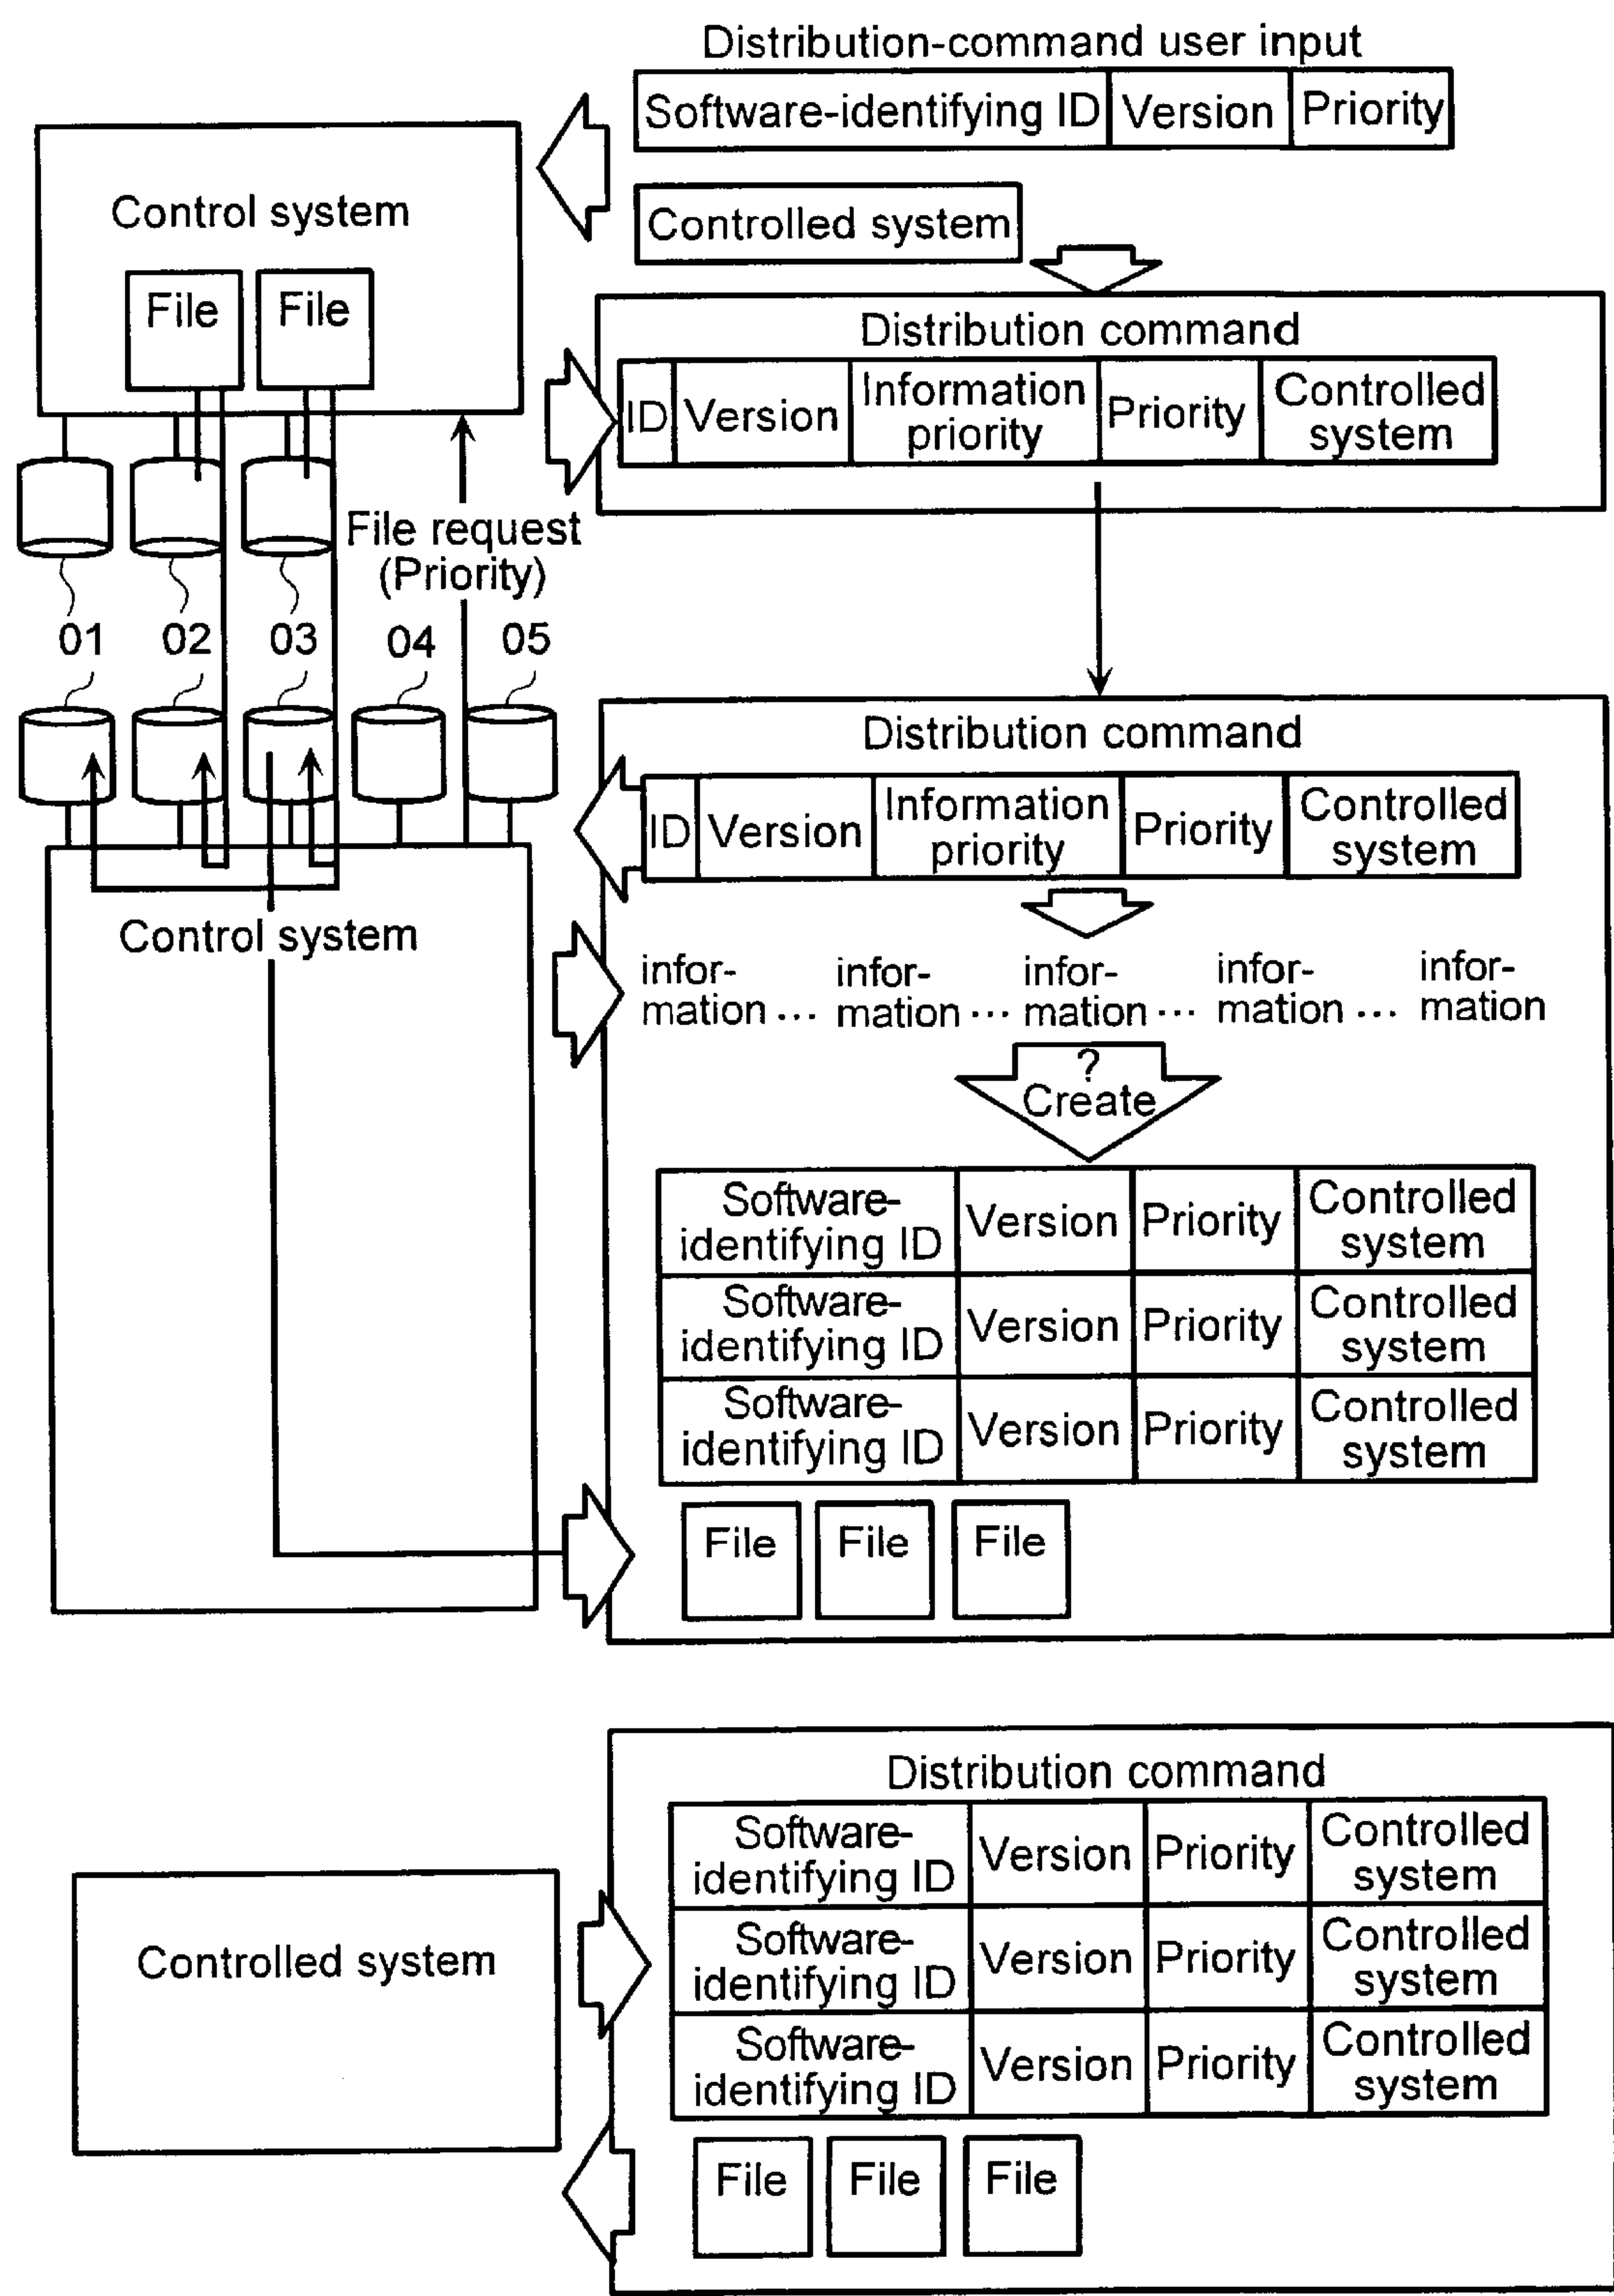 Distribution-command user input
Software-identifying ID Version Priority
Control system
Controlled system
File File
Distribution command
ID Version Information priority Priority Controlled system
File request
(Priority)
01 02 03 04 05
Distribution command
ID Version Information priority Priority Controlled system
Control system
infor- infor- infor- infor- infor-
mation ... mation ... mation ... mation ... mation
?
Create
Software- Controlled
identifying ID Version Priority system
Software- Controlled
identifying ID Version Priority system
Software- Controlled
identifying ID Version Priority system
File File File
Distribution command
Software- Controlled
identifying ID Version Priority system
Controlled system
Software- Controlled
identifying ID Version Priority system
Software- Controlled
identifying ID Version Priority system
File File File